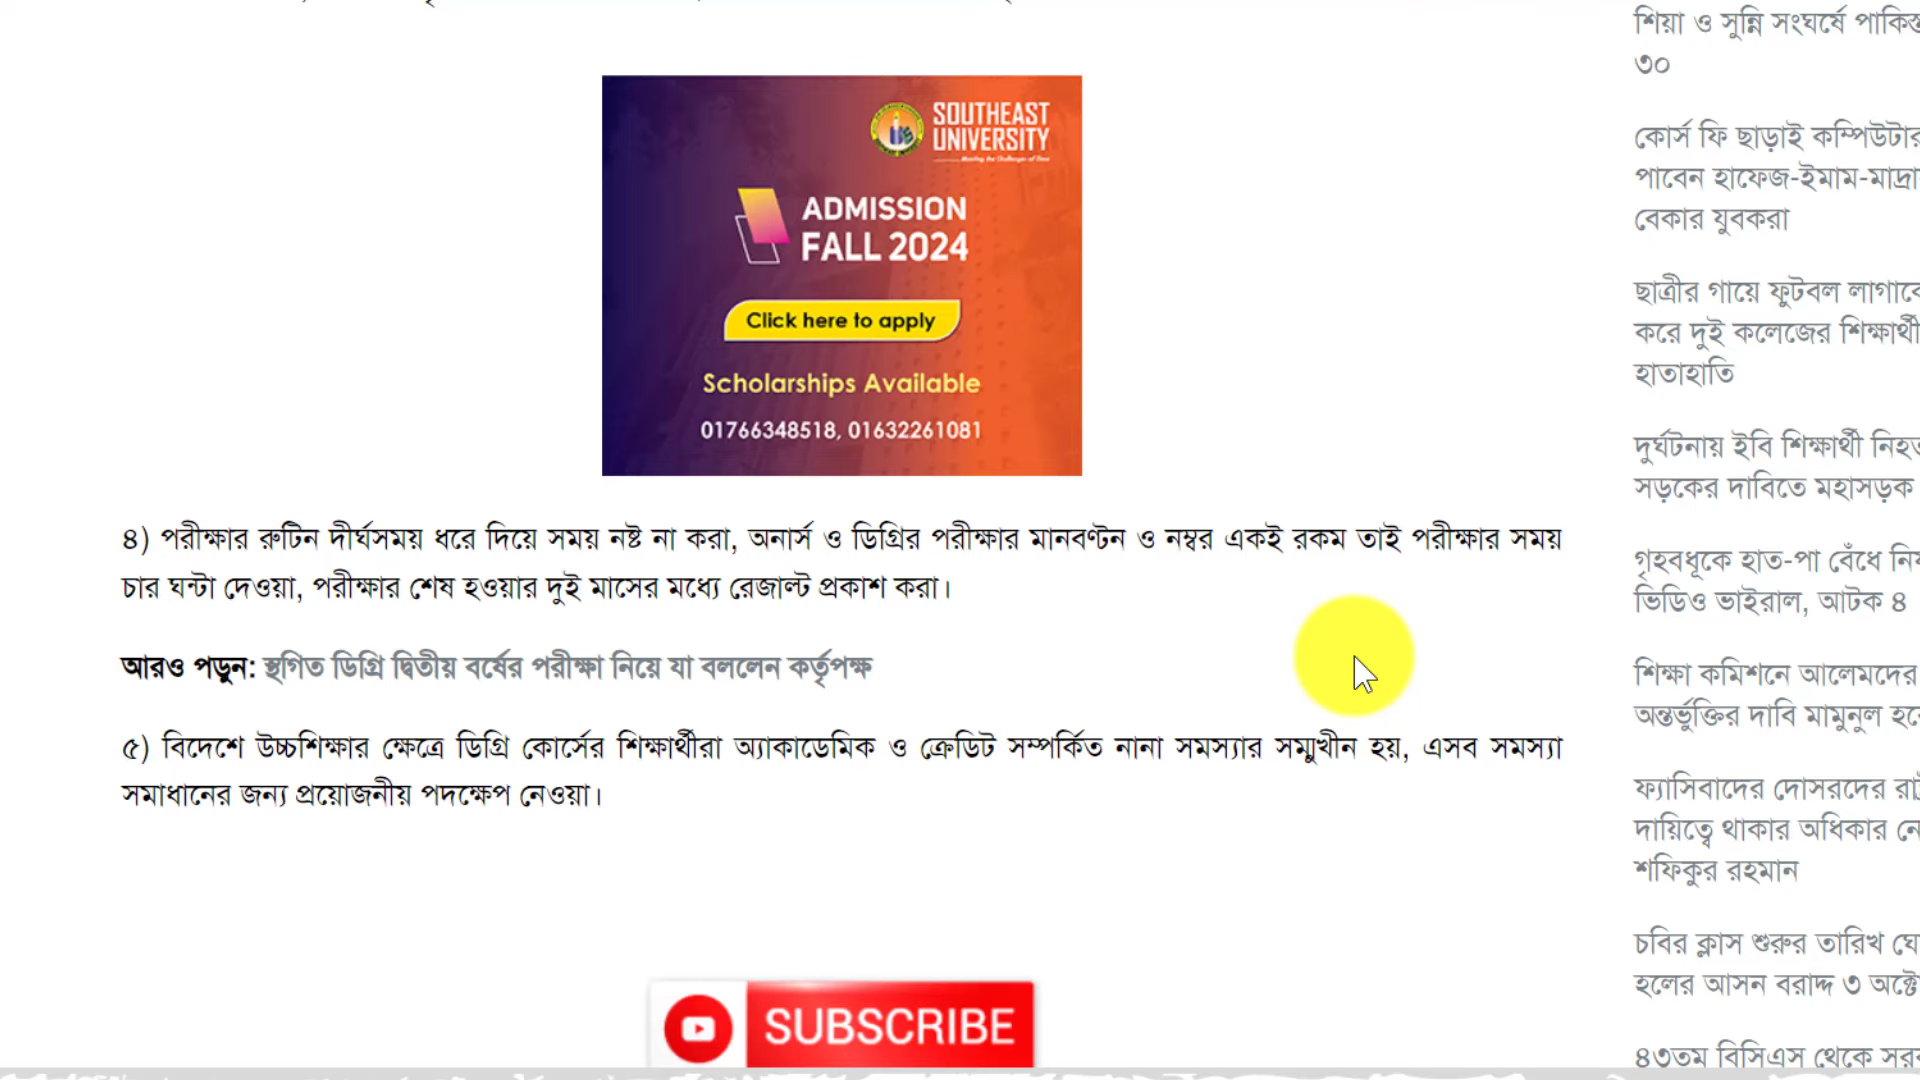 SOUTHEAST
UNIVERSITY
ADMISSION
FALL 2024
Click here to apply
Scholarships Available
01766348518, 01632261081
৪) পরীক্ষার রুটিন দীর্ঘসময় ধরে দিয়ে সময় নষ্ট না করা, অনার্স ও ডিগ্রির পরীক্ষার মানবণ্টন ও নম্বর একই রকম তাই পরীক্ষার সময়
চার ঘন্টা দেওয়া, পরীক্ষার শেষ হওয়ার দুই মাসের মধ্যে রেজাল্ট প্রকাশ করা।
আরও পড়ুন: স্থগিত ডিগ্রি দ্বিতীয় বর্ষের পরীক্ষা নিয়ে যা বললেন কর্তৃপক্ষ
৫) বিদেশে উচ্চশিক্ষার ক্ষেত্রে ডিগ্রি কোর্সের শিক্ষার্থীরা অ্যাকাডেমিক ও ক্রেডিট সম্পর্কিত নানা সমস্যার সম্মুখীন হয়, এসব সমস্যা
সমাধানের জন্য প্রয়োজনীয় পদক্ষেপ নেওয়া।
SUBSCRIBE
শিয়া ও সুন্নি সংঘর্ষে
৩০
কোর্স ফি ছাড়াই
পাবেন হাফেজ-ইমাম-
বেকার যুবকরা
ছাত্রীর গায়ে ফুটবল
করে দুই কলেজের শিক্ষার্থী
হাতাহাতি
দুর্ঘটনায় ইবি শিক্ষার্থী
সড়কের দাবিতে মহাসড়ক
গৃহবধূকে হাত-পা বেঁধে
ভিডিও ভাইরাল, আটক ৪
শিক্ষা কমিশনে আলেমদের
অন্তর্ভুক্তির দাবি মামুনুল
ফ্যাসিবাদের দোসরদের
দায়িত্বে থাকার অধিকার
শফিকুর রহমান
চবির ক্লাস শুরুর তারিখ
হলের আসন বরাদ্দ ৩
৪৩তম বিসিএস থেকে